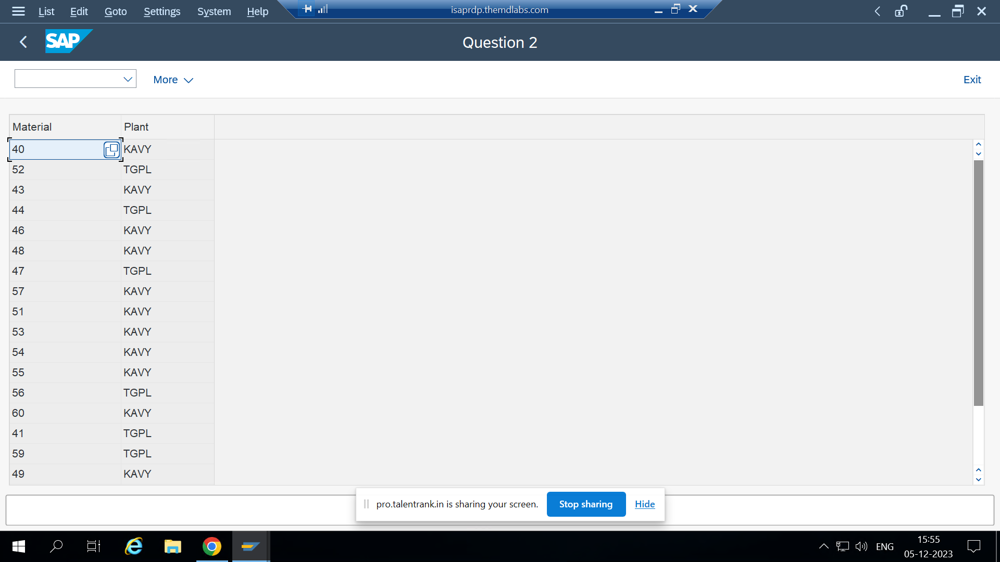 List Edit Goto Settings System Help isaprdp.themdlabs.com
SAP Question 2
More Exit
Material Plant
40 KAVY
52 TGPL
43 KAVY
44 TGPL
46 KAVY
48 KAVY
47 TGPL
57 KAVY
51 KAVY
53 KAVY
54 KAVY
55 KAVY
56 TGPL
60 KAVY
41 TGPL
59 TGPL
49 KAVY
pro.talentrank.in is sharing your screen. Stop sharing Hide
ENG 15:55
05-12-2023